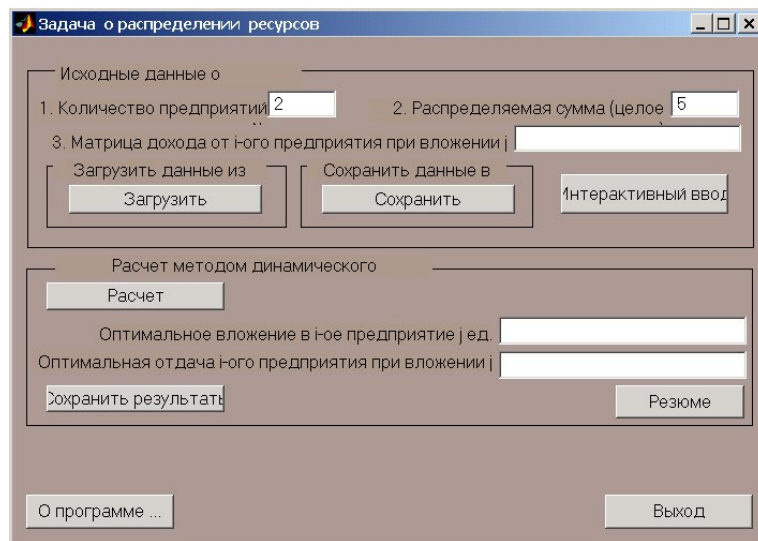 Задача о распределении ресурсов
Исходные данные о
1. Количество предприятий 2 2. Распределяемая сумма (целое 5
3. Матрица дохода от i-ого предприятия при вложении j
Загрузить данные из Сохранить данные в
Загрузить Сохранить Интерактивный ввод
Расчет методом динамического
Расчет
Оптимальное вложение в i-ое предприятие j ед.
Оптимальная отдача i-ого предприятия при вложении j
Сохранить результаты Резюме
О программе ... Выход